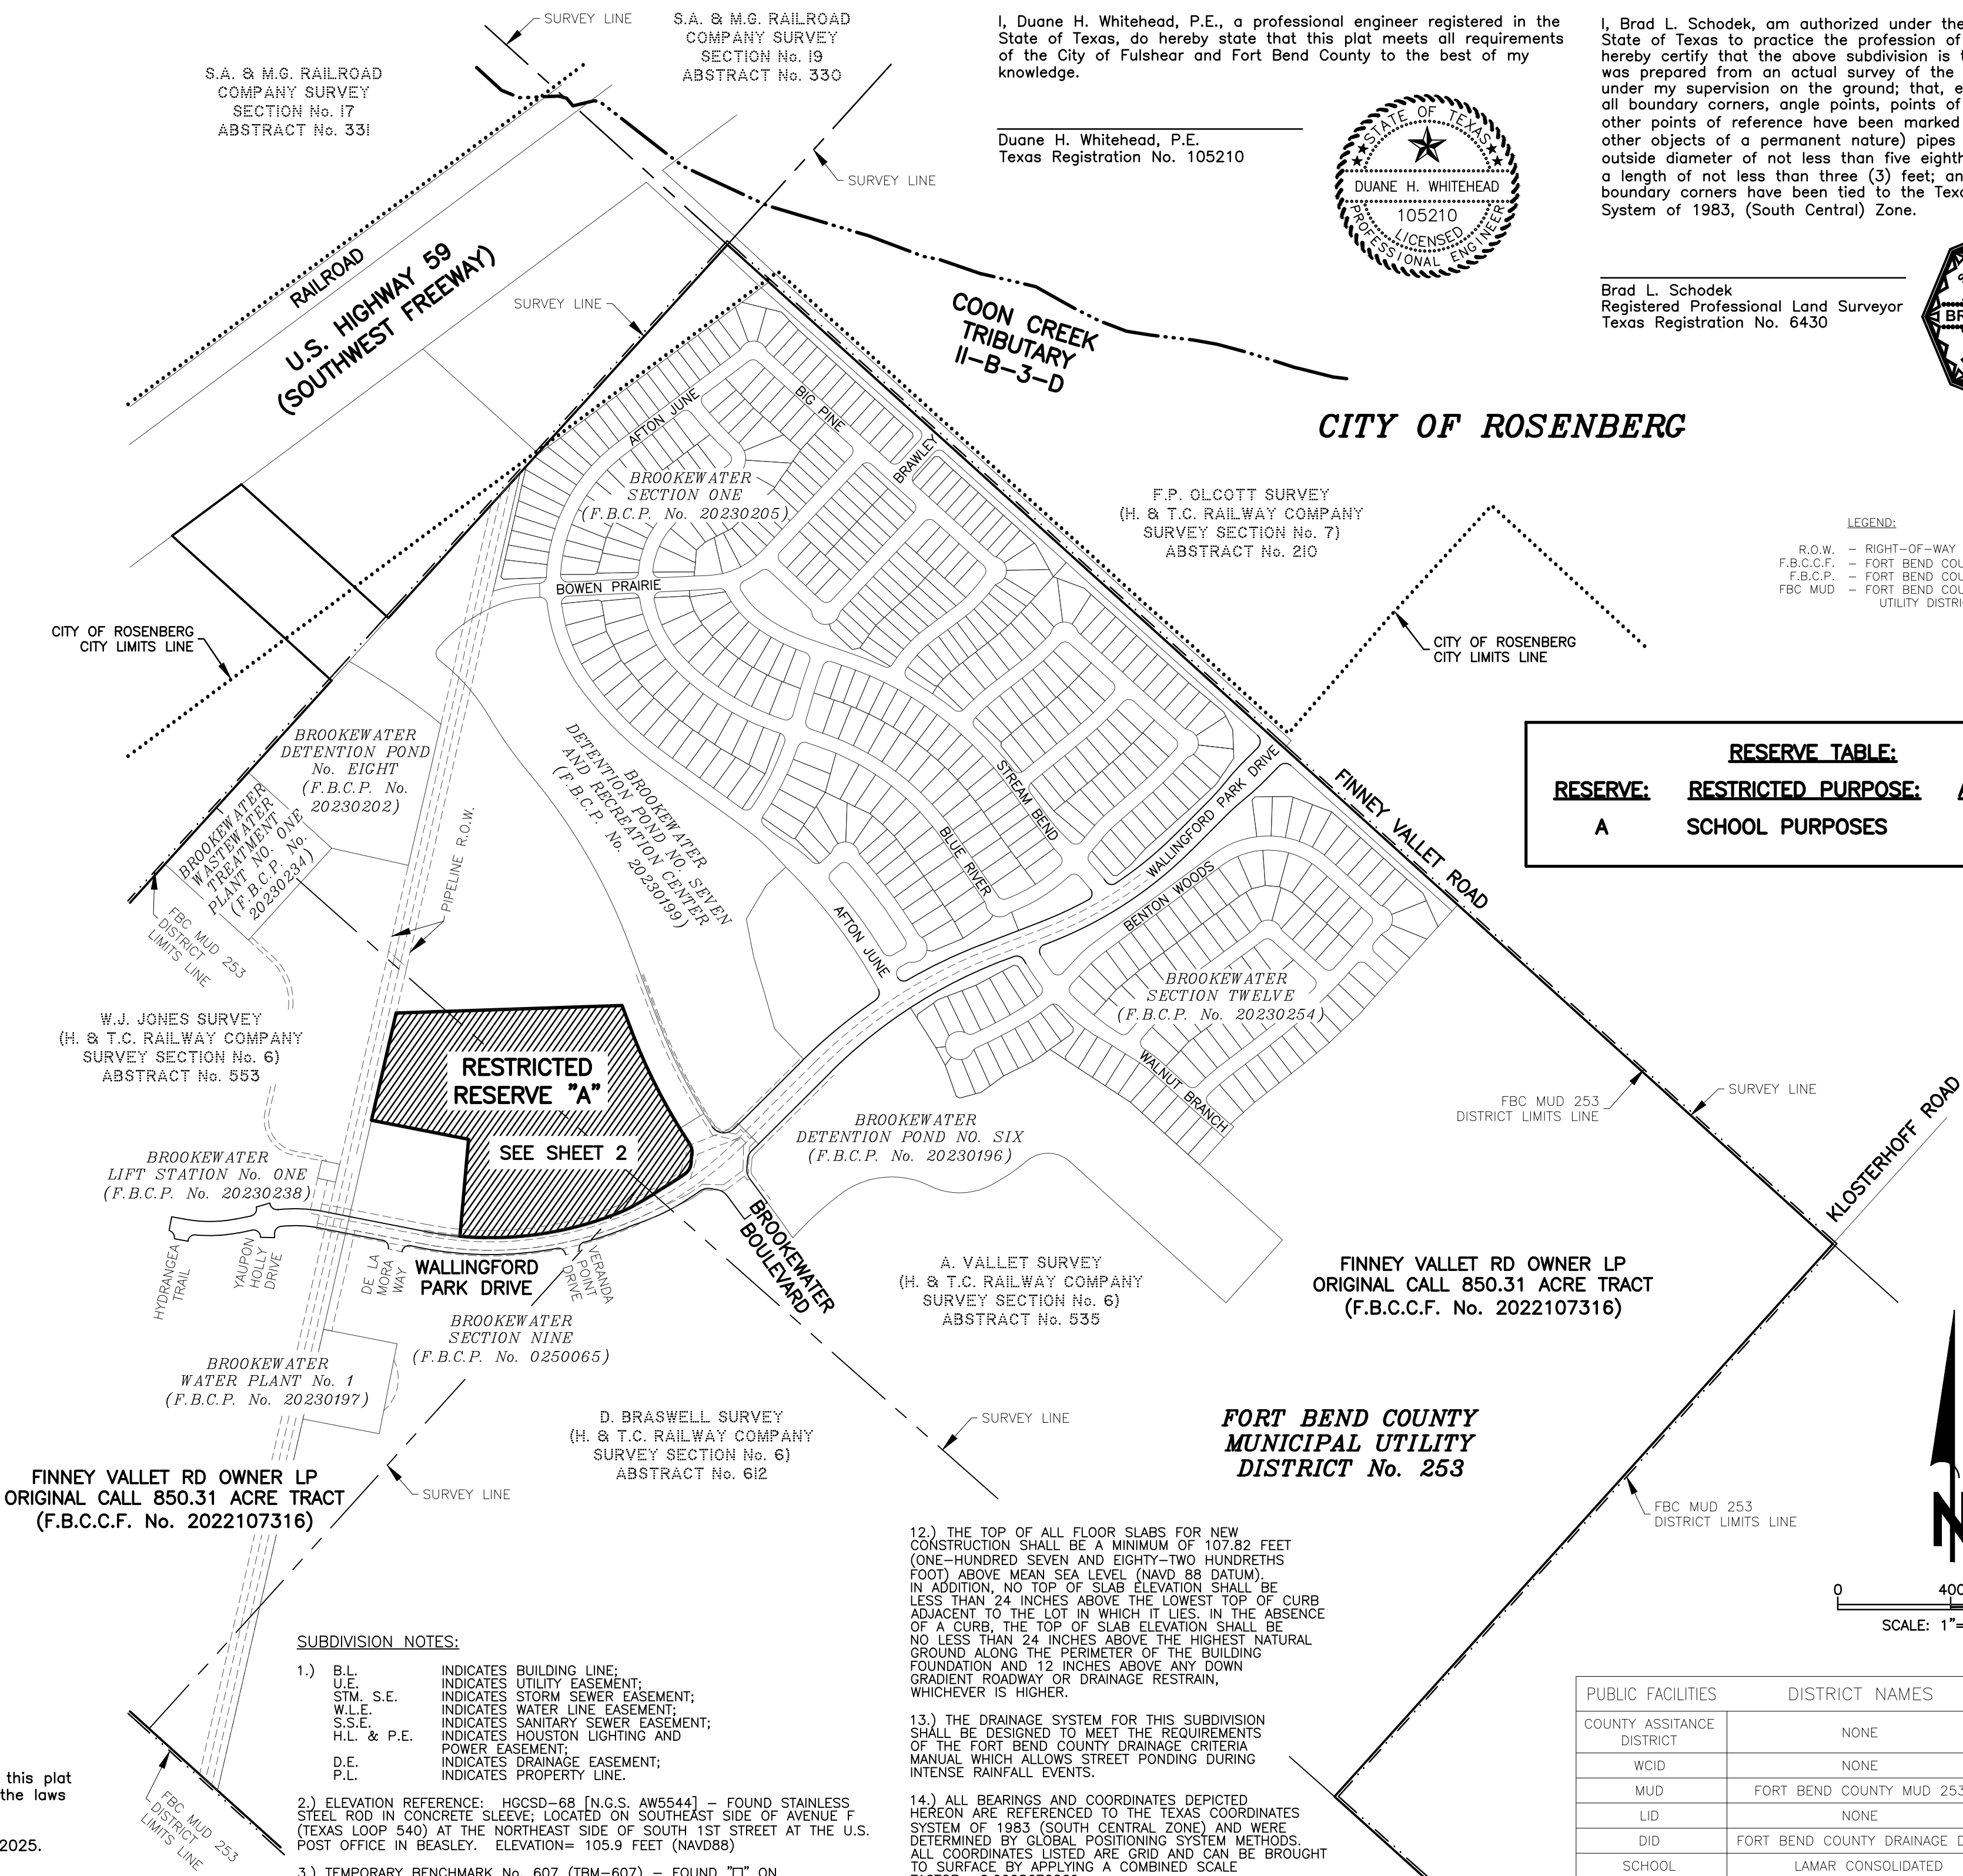 SURVEY LINE
S.A. & M.G. RAILROAD
COMPANY SURVEY
SECTION No. 19
ABSTRACT No. 330
S.A. & M.G. RAILROAD
COMPANY SURVEY
SECTION No. 17
ABSTRACT No. 331
I, Duane H. Whitehead, P.E., a professional engineer registered in the
State of Texas, do hereby state that this plat meets all requirements
of the City of Fulshear and Fort Bend County to the best of my
knowledge.
Duane H. Whitehead, P.E.
Texas Registration No. 105210
STATE OF TEXAS
DUANE H. WHITEHEAD
105210
LICENSED
PROFESSIONAL ENGINEER
I, Brad L. Schodek, am authorized under the
State of Texas to practice the profession of
hereby certify that the above subdivision is
was prepared from an actual survey of the
under my supervision on the ground; that,
all boundary corners, angle points, points of
other points of reference have been marked
other objects of a permanent nature) pipes
outside diameter of not less than five
a length of not less than three (3) feet;
boundary corners have been tied to the
System of 1983, (South Central) Zone.
Brad L. Schodek
Registered Professional Land Surveyor
Texas Registration No. 6430
BR
SURVEY LINE
RAILROAD
U.S. HIGHWAY 59
(SOUTHWEST FREEWAY)
SURVEY LINE
COON CREEK
TRIBUTARY
II-B-3-D
CITY OF ROSENBERG
AFTON JUNE
BIG PINE
BRAWLEY
BROOKEWATER
SECTION ONE
(F.B.C.P. No. 20230205)
F.P. OLCOTT SURVEY
(H. & T.C. RAILWAY COMPANY
SURVEY SECTION No. 7)
ABSTRACT No. 210
LEGEND:
R.O.W. – RIGHT-OF-WAY
F.B.C.C.F. – FORT BEND
F.B.C.P. – FORT BEND
FBC MUD – FORT BEND
UTILITY
BOWEN PRAIRIE
CITY OF ROSENBERG
CITY LIMITS LINE
CITY OF ROSENBERG
CITY LIMITS LINE
BROOKEWATER
DETENTION POND
No. EIGHT
(F.B.C.P. No.
20230202)
BROOKEWATER
DETENTION POND NO. SEVEN
AND RECREATION CENTER
(F.B.C.P. No. 20230199)
STREAM BEND
WALLINGFORD PARK DRIVE
FINNEY VALLET ROAD
RESERVE TABLE:
RESERVE: RESTRICTED PURPOSE:
A SCHOOL PURPOSES
BROOKEWATER
WASTEWATER
TREATMENT
PLANT NO. ONE
(F.B.C.P. No.
20230234)
PIPELINE R.O.W.
BLUE RIVER
BENTON WOODS
AFTON JUNE
FBC MUD 253
DISTRICT
LIMITS LINE
BROOKEWATER
SECTION TWELVE
(F.B.C.P. No. 20230254)
W.J. JONES SURVEY
(H. & T.C. RAILWAY COMPANY
SURVEY SECTION No. 6)
ABSTRACT No. 553
RESTRICTED
RESERVE "A"
SEE SHEET 2
WALNUT BRANCH
FBC MUD 253
DISTRICT LIMITS LINE
SURVEY LINE
KLOSTERHOFF ROAD
BROOKEWATER
DETENTION POND NO. SIX
(F.B.C.P. No. 20230196)
BROOKEWATER
LIFT STATION No. ONE
(F.B.C.P. No. 20230238)
BROOKEWATER
BOULEVARD
HYDRANGEA
TRAIL
YAUPON
HOLLY
DRIVE
DE LA
MORA
WAY
WALLINGFORD
PARK DRIVE
VERANDA
POINT
DRIVE
A. VALLET SURVEY
(H. & T.C. RAILWAY COMPANY
SURVEY SECTION No. 6)
ABSTRACT No. 535
FINNEY VALLET RD OWNER LP
ORIGINAL CALL 850.31 ACRE TRACT
(F.B.C.C.F. No. 2022107316)
BROOKEWATER
SECTION NINE
(F.B.C.P. No. 0250065)
BROOKEWATER
WATER PLANT No. 1
(F.B.C.P. No. 20230197)
D. BRASWELL SURVEY
(H. & T.C. RAILWAY COMPANY
SURVEY SECTION No. 6)
ABSTRACT No. 612
SURVEY LINE
FORT BEND COUNTY
MUNICIPAL UTILITY
DISTRICT No. 253
FINNEY VALLET RD OWNER LP
ORIGINAL CALL 850.31 ACRE TRACT
(F.B.C.C.F. No. 2022107316)
SURVEY LINE
FBC MUD 253
DISTRICT LIMITS LINE
N
0 400
SCALE: 1"=
SUBDIVISION NOTES:
1.) B.L. INDICATES BUILDING LINE;
U.E. INDICATES UTILITY EASEMENT;
STM. S.E. INDICATES STORM SEWER EASEMENT;
W.L.E. INDICATES WATER LINE EASEMENT;
S.S.E. INDICATES SANITARY SEWER EASEMENT;
H.L. & P.E. INDICATES HOUSTON LIGHTING AND
POWER EASEMENT;
D.E. INDICATES DRAINAGE EASEMENT;
P.L. INDICATES PROPERTY LINE.
2.) ELEVATION REFERENCE: HGCSD-68 [N.G.S. AW5544] – FOUND STAINLESS
STEEL ROD IN CONCRETE SLEEVE; LOCATED ON SOUTHEAST SIDE OF AVENUE F
(TEXAS LOOP 540) AT THE NORTHEAST SIDE OF SOUTH 1ST STREET AT THE U.S.
POST OFFICE IN BEASLEY. ELEVATION= 105.9 FEET (NAVD88)
3.) TEMPORARY BENCHMARK No. 607 (TBM-607) – FOUND "□" ON
12.) THE TOP OF ALL FLOOR SLABS FOR NEW
CONSTRUCTION SHALL BE A MINIMUM OF 107.82 FEET
(ONE-HUNDRED SEVEN AND EIGHTY-TWO HUNDRETHS
FOOT) ABOVE MEAN SEA LEVEL (NAVD 88 DATUM).
IN ADDITION, NO TOP OF SLAB ELEVATION SHALL BE
LESS THAN 24 INCHES ABOVE THE LOWEST TOP OF CURB
ADJACENT TO THE LOT IN WHICH IT LIES. IN THE ABSENCE
OF A CURB, THE TOP OF SLAB ELEVATION SHALL BE
NO LESS THAN 24 INCHES ABOVE THE HIGHEST NATURAL
GROUND ALONG THE PERIMETER OF THE BUILDING
FOUNDATION AND 12 INCHES ABOVE ANY DOWN
GRADIENT ROADWAY OR DRAINAGE RESTRAIN,
WHICHEVER IS HIGHER.
13.) THE DRAINAGE SYSTEM FOR THIS SUBDIVISION
SHALL BE DESIGNED TO MEET THE REQUIREMENTS
OF THE FORT BEND COUNTY DRAINAGE CRITERIA
MANUAL WHICH ALLOWS STREET PONDING DURING
INTENSE RAINFALL EVENTS.
14.) ALL BEARINGS AND COORDINATES DEPICTED
HEREON ARE REFERENCED TO THE TEXAS COORDINATES
SYSTEM OF 1983 (SOUTH CENTRAL ZONE) AND WERE
DETERMINED BY GLOBAL POSITIONING SYSTEM METHODS.
ALL COORDINATES LISTED ARE GRID AND CAN BE BROUGHT
TO SURFACE BY APPLYING A COMBINED SCALE
PUBLIC FACILITIES DISTRICT NAMES
COUNTY ASSITANCE
DISTRICT NONE
WCID NONE
MUD FORT BEND COUNTY MUD 253
LID NONE
DID FORT BEND COUNTY DRAINAGE
SCHOOL LAMAR CONSOLIDATED
this plat
the laws
2025.
FBC MUD 253
DISTRICT
LIMITS LINE